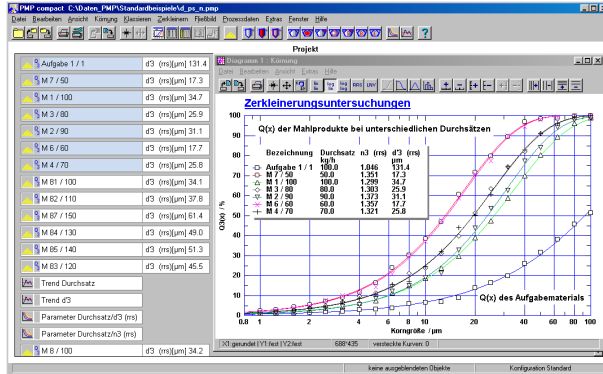 PMP compact C:\Daten_PMP\Standardbeispiele\d_ps_n.pmp
Datei Bearbeiten Ansicht Körnung Klassieren Zerkleinern Fließbild Prozessdaten Extras Fenster Hilfe
Projekt
Aufgabe 1 / 1 d'3 (rrs)[µm] 131.4
M 7 / 50 d'3 (rrs)[µm] 17.3
M 1 / 100 d'3 (rrs)[µm] 34.7
M 3 / 80 d'3 (rrs)[µm] 25.9
M 2 / 90 d'3 (rrs)[µm] 31.1
M 6 / 60 d'3 (rrs)[µm] 17.7
M 4 / 70 d'3 (rrs)[µm] 25.8
M 81 / 100 d'3 (rrs)[µm] 34.1
M 82 / 110 d'3 (rrs)[µm] 37.8
M 87 / 150 d'3 (rrs)[µm] 61.4
M 84 / 130 d'3 (rrs)[µm] 49.0
M 85 / 140 d'3 (rrs)[µm] 51.3
M 83 / 120 d'3 (rrs)[µm] 45.5
Trend Durchsatz
Trend d'3
Parameter Durchsatz/d'3 (rrs)
Parameter Durchsatz/n3 (rrs)
M 8 / 100 d'3 (rrs)[µm] 34.2
Diagramm 1 : Körnung
Datei Bearbeiten Ansicht Extras Hilfe
RRS LNV
Zerkleinerungsuntersuchungen
Q(x) der Mahlprodukte bei unterschiedlichen Durchsätzen
Bezeichnung Durchsatz n3 (rrs) d'3 (rrs)
kg/h µm
Aufgabe 1 / 1 100.0 1.046 131.4
M 7 / 50 50.0 1.351 17.3
M 1 / 100 100.0 1.299 34.7
M 3 / 80 80.0 1.303 25.9
M 2 / 90 90.0 1.373 31.1
M 6 / 60 60.0 1.357 17.7
M 4 / 70 70.0 1.321 25.8
Q3(x) / %
100
90
80
70
60
50
40
30
20
10
0
Q(x) des Aufgabematerials
0.8 1 2 4 6 8 10 20 40 60 80 100
Korngröße / µm
X1:gerundet | Y1:fest | Y2:fest 688*435 versteckte Kurven: 0
keine ausgeblendeten Objekte Konfiguration Standard